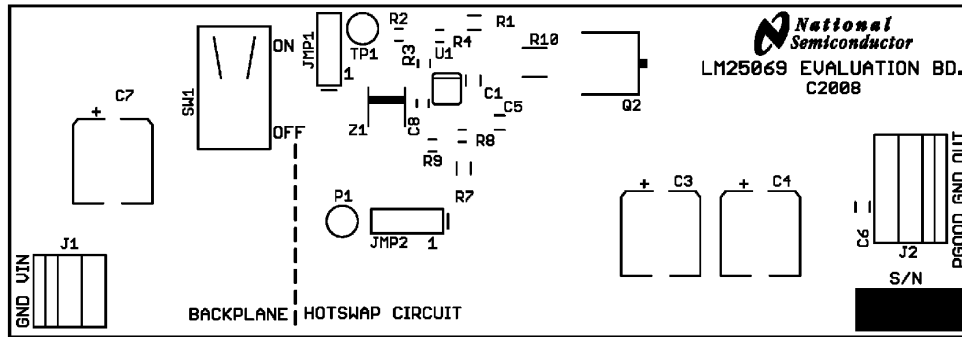 National
Semiconductor
LM25069 EVALUATION BD.
C2008
C7
+
SW1
ON
OFF
JMP1
1
TP1
R2
R1
R4
R3
U1
R10
Q2
Z1
C8
C1
C5
R8
R9
R7
P1
JMP2
1
+ C3
+ C4
C6
J2
PGOOD GND OUT
S/N
J1
GND VIN
BACKPLANE
HOTSWAP CIRCUIT